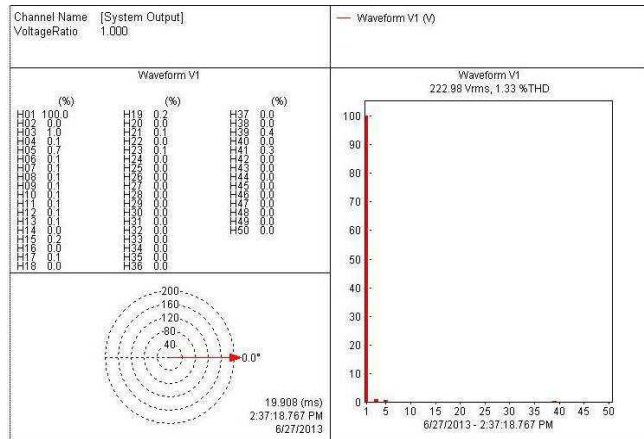 Channel Name [System Output]
VoltageRatio 1.000
Waveform V1 (V)
Waveform V1
(%) (%) (%)
H01 100.0 H19 0.2 H37 0.0
H02 0.0 H20 0.0 H38 0.0
H03 1.0 H21 0.1 H39 0.4
H04 0.1 H22 0.0 H40 0.0
H05 0.7 H23 0.1 H41 0.3
H06 0.1 H24 0.0 H42 0.0
H07 0.1 H25 0.0 H43 0.0
H08 0.1 H26 0.0 H44 0.0
H09 0.1 H27 0.0 H45 0.0
H10 0.1 H28 0.0 H46 0.0
H11 0.1 H29 0.0 H47 0.0
H12 0.1 H30 0.0 H48 0.0
H13 0.1 H31 0.0 H49 0.0
H14 0.0 H32 0.0 H50 0.0
H15 0.2 H33 0.0
H16 0.0 H34 0.0
H17 0.1 H35 0.0
H18 0.0 H36 0.0
200
160
120
80
40
0.0°
19.908 (ms)
2:37:18.767 PM
6/27/2013
Waveform V1
222.98 Vrms, 1.33 %THD
100
90
80
70
60
50
40
30
20
10
0
1 5 10 15 20 25 30 35 40 45 50
6/27/2013 - 2:37:18.767 PM